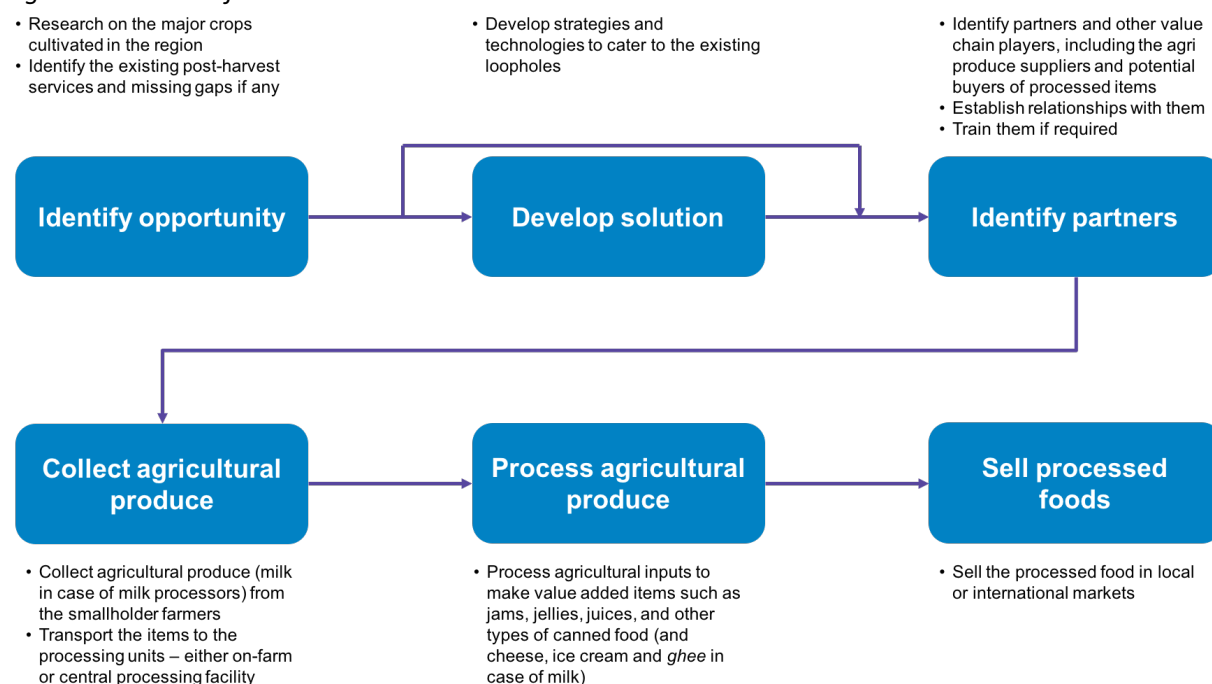 • Research on the major crops
cultivated in the region
• Identify the existing post-harvest
services and missing gaps if any
• Develop strategies and
technologies to cater to the existing
loopholes
• Identify partners and other value
chain players, including the agri
produce suppliers and potential
buyers of processed items
• Establish relationships with them
• Train them if required
Identify opportunity
Develop solution
Identify partners
Collect agricultural
produce
Process agricultural
produce
Sell processed
foods
• Collect agricultural produce (milk
in case of milk processors) from
the smallholder farmers
• Transport the items to the
processing units – either on-farm
or central processing facility
• Process agricultural inputs to
make value added items such as
jams, jellies, juices, and other
types of canned food (and
cheese, ice cream and ghee in
case of milk)
• Sell the processed food in local
or international markets